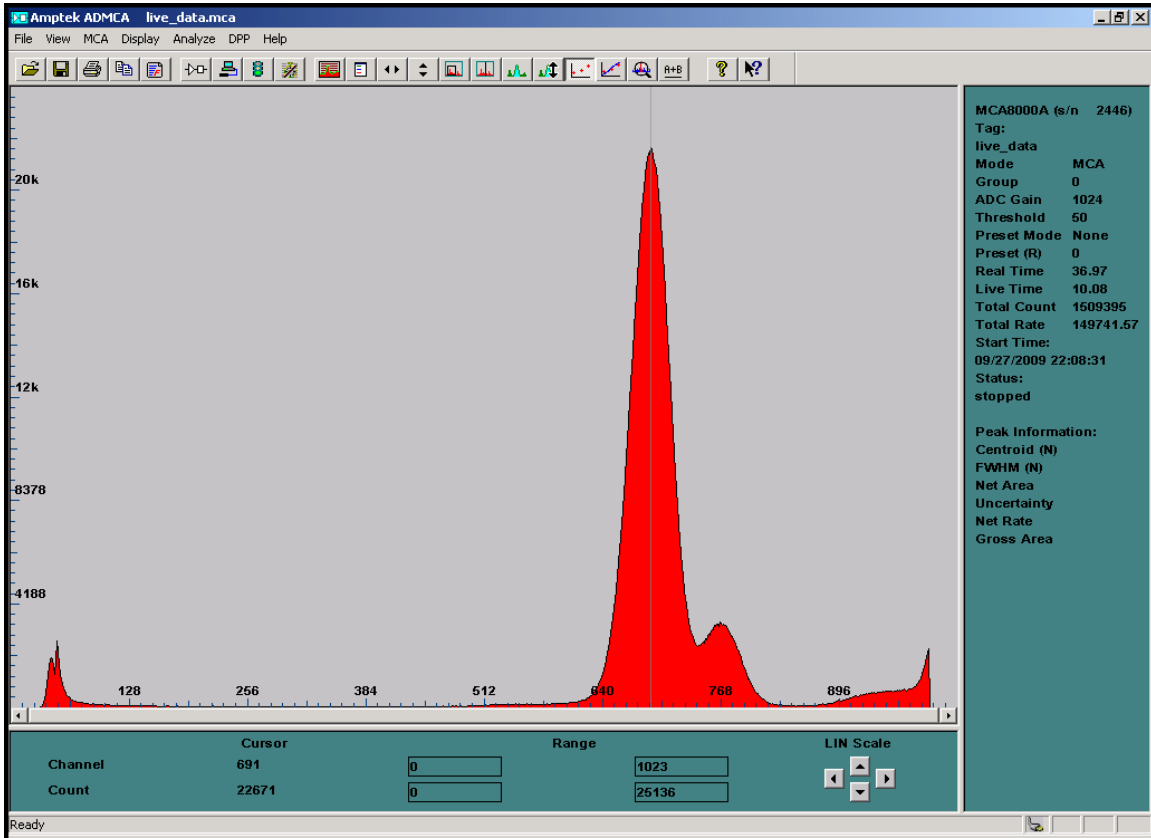 Amptek ADMCA live_data.mca
File View MCA Display Analyze DPP Help
A+B
MCA8000A (s/n 2446)
Tag:
live_data
Mode MCA
Group 0
ADC Gain 1024
Threshold 50
Preset Mode None
Preset (R) 0
Real Time 36.97
Live Time 10.08
Total Count 1509395
Total Rate 149741.57
Start Time:
09/27/2009 22:08:31
Status:
stopped
Peak Information:
Centroid (N)
FWHM (N)
Net Area
Uncertainty
Net Rate
Gross Area
20k
16k
12k
8378
4188
128 256 384 512 640 768 896
Cursor Range LIN Scale
Channel 691 0 1023
Count 22671 0 25136
Ready